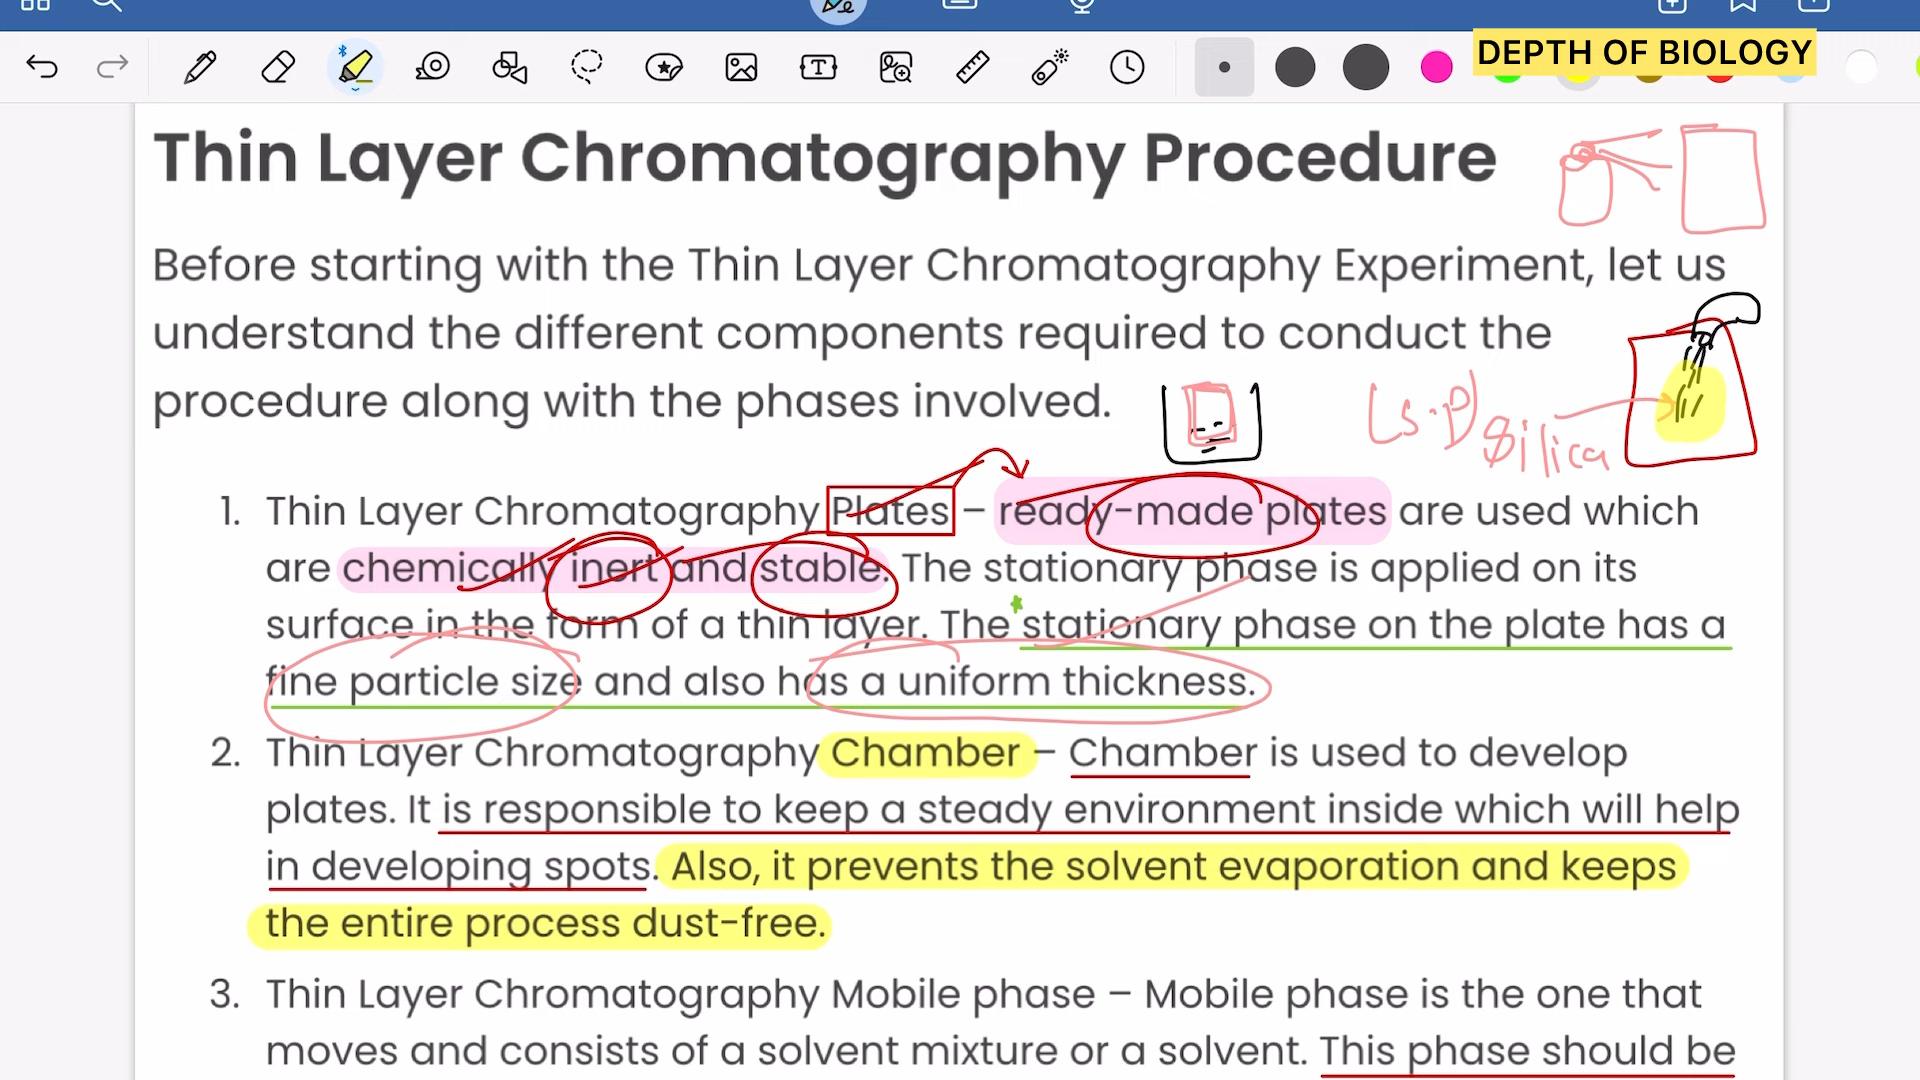 DEPTH OF BIOLOGY
Thin Layer Chromatography Procedure
Before starting with the Thin Layer Chromatography Experiment, let us
understand the different components required to conduct the
procedure along with the phases involved.
(s.p)
Silica
1. Thin Layer Chromatography Plates – ready-made plates are used which
are chemically inert and stable. The stationary phase is applied on its
surface in the form of a thin layer. The stationary phase on the plate has a
fine particle size and also has a uniform thickness.
2. Thin Layer Chromatography Chamber – Chamber is used to develop
plates. It is responsible to keep a steady environment inside which will help
in developing spots. Also, it prevents the solvent evaporation and keeps
the entire process dust-free.
3. Thin Layer Chromatography Mobile phase – Mobile phase is the one that
moves and consists of a solvent mixture or a solvent. This phase should be